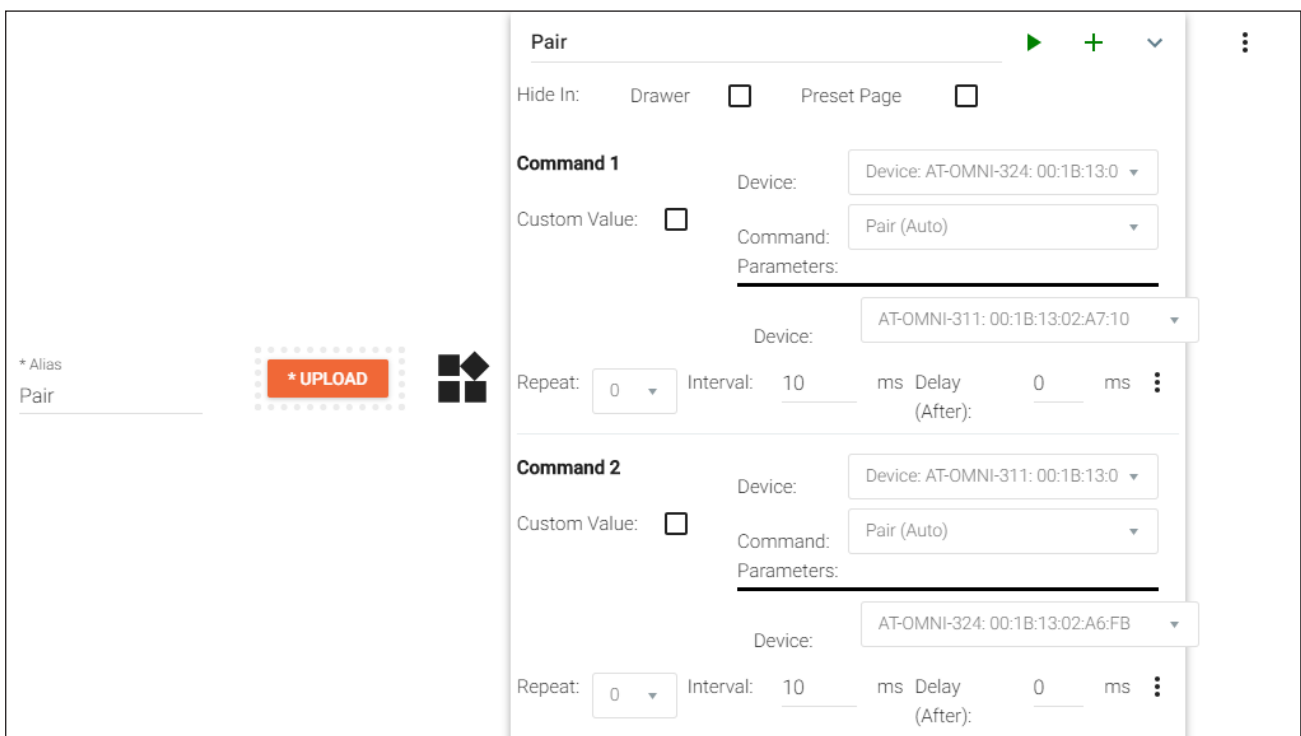 Pair
Hide In: Drawer Preset Page
Command 1
Device: Device: AT-OMNI-324: 00:1B:13:0
Custom Value:
Command: Pair (Auto)
Parameters:
Device: AT-OMNI-311: 00:1B:13:02:A7:10
* Alias
Pair
* UPLOAD
Repeat: 0 Interval: 10 ms Delay (After): 0 ms
Command 2
Device: Device: AT-OMNI-311: 00:1B:13:0
Custom Value:
Command: Pair (Auto)
Parameters:
Device: AT-OMNI-324: 00:1B:13:02:A6:FB
Repeat: 0 Interval: 10 ms Delay (After): 0 ms